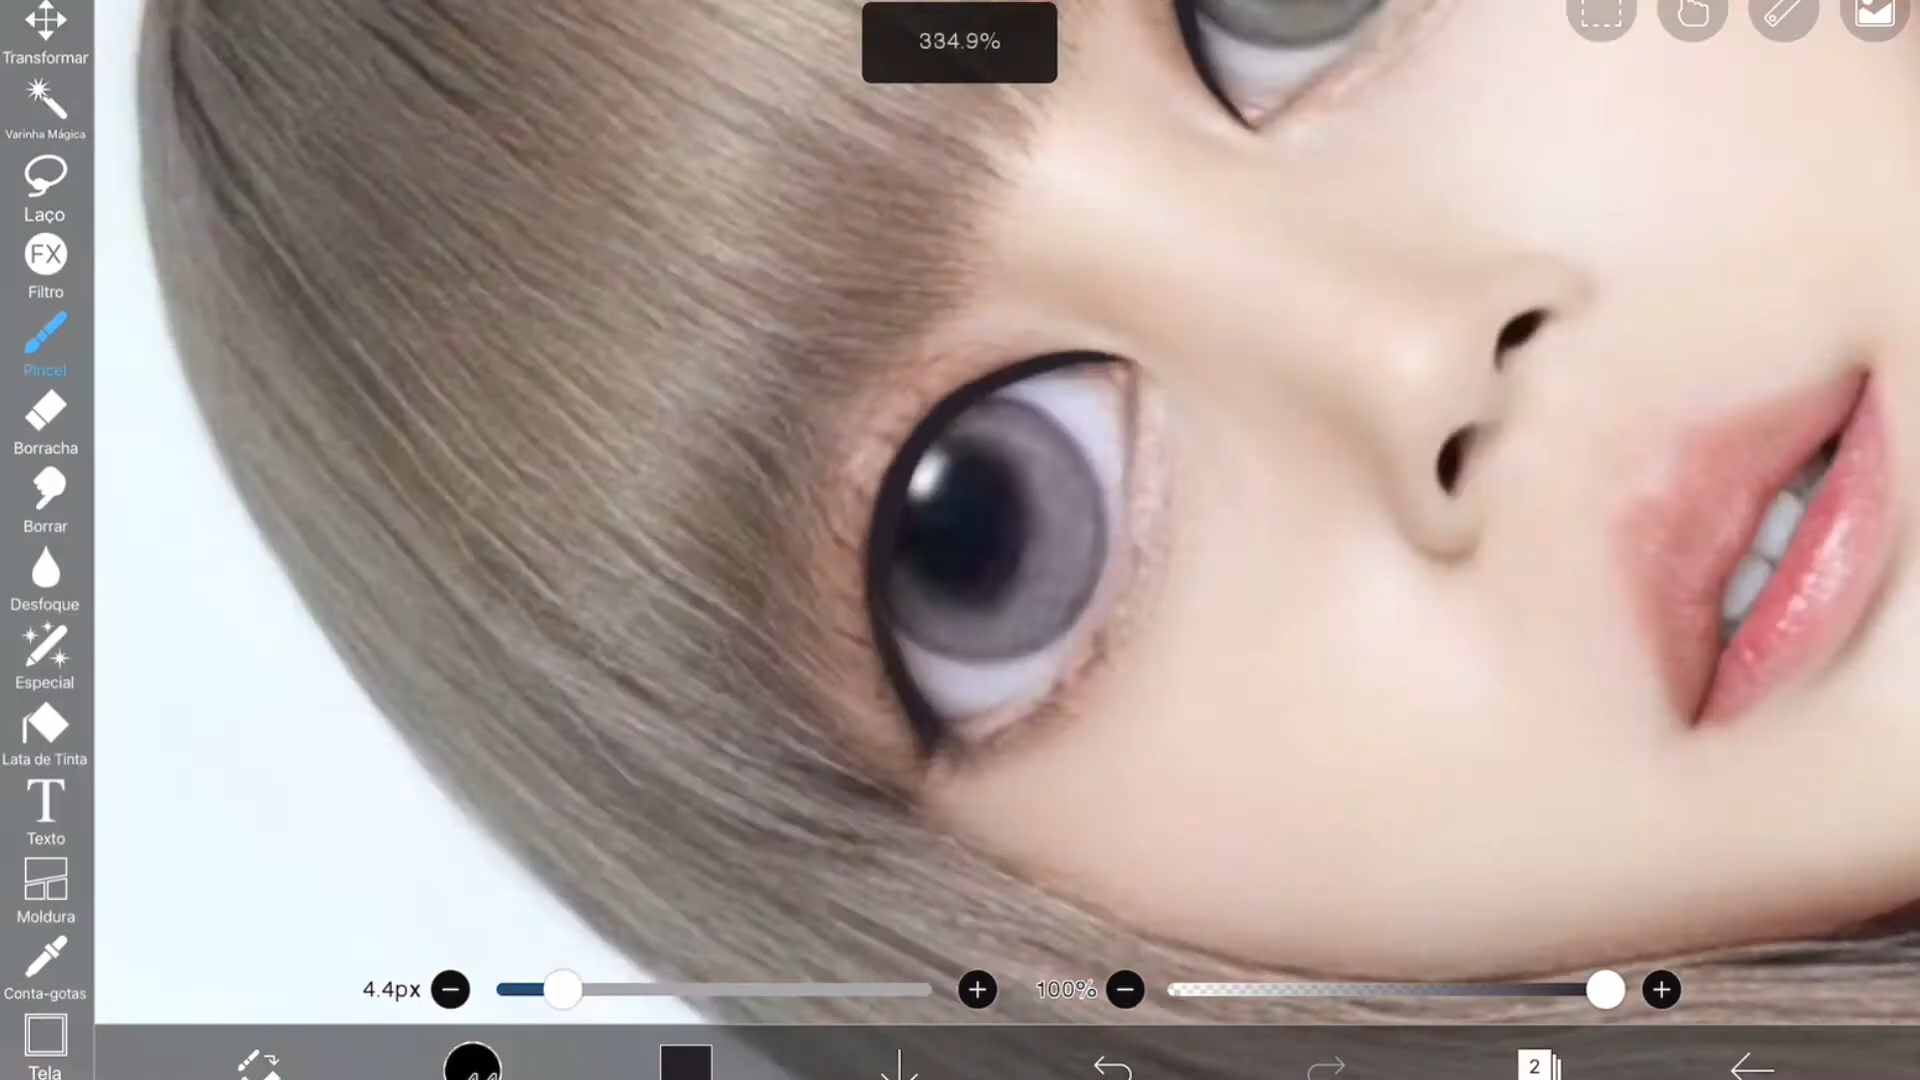 334.9%
Transformar
Varinha Mágica
Laço
FX
Filtro
Pincel
Borracha
Borrar
Desfoque
Especial
Lata de Tinta
T
Texto
Moldura
Conta-gotas
Tela
4.4px
100%
2